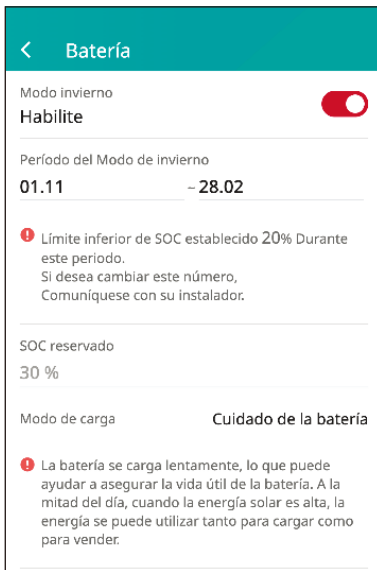 Batería
Modo invierno
Habilite
Período del Modo de invierno
01.11 ~ 28.02
Límite inferior de SOC establecido 20% Durante
este periodo.
Si desea cambiar este número,
Comuníquese con su instalador.
SOC reservado
30 %
Modo de carga Cuidado de la batería
La batería se carga lentamente, lo que puede
ayudar a asegurar la vida útil de la batería. A la
mitad del día, cuando la energía solar es alta, la
energía se puede utilizar tanto para cargar como
para vender.